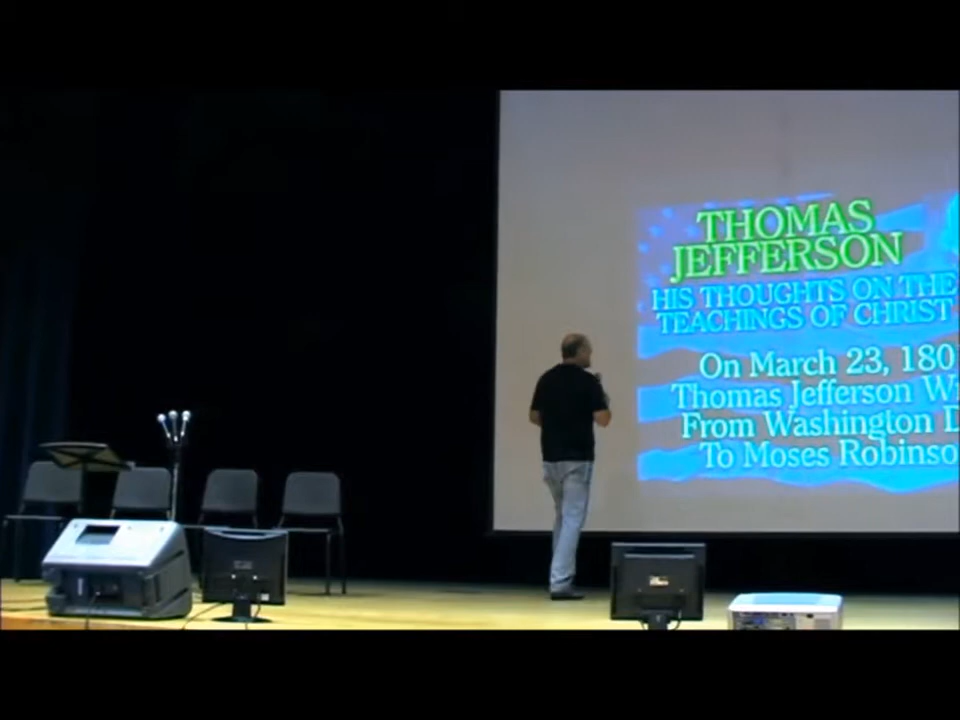 THOMAS
JEFFERSON
HIS THOUGHTS ON THE
TEACHINGS OF CHRIST
On March 23, 180
Thomas Jefferson W
From Washington D
To Moses Robinso